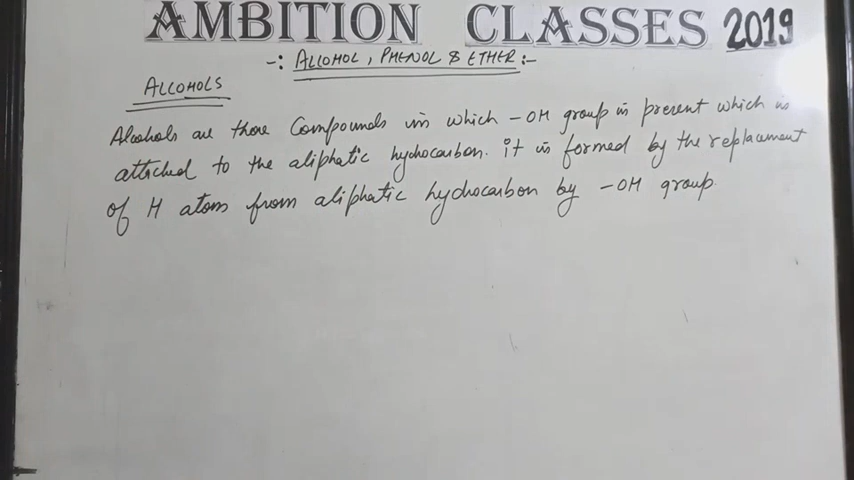 AMBITION CLASSES 2019
-: ALCOHOL, PHENOL & ETHER :-
ALCOHOLS
Alcohols are those Compounds in which -OH group is present which is
attached to the aliphatic hydrocarbon. it is formed by the replacement
of H atom from aliphatic hydrocarbon by -OH group.